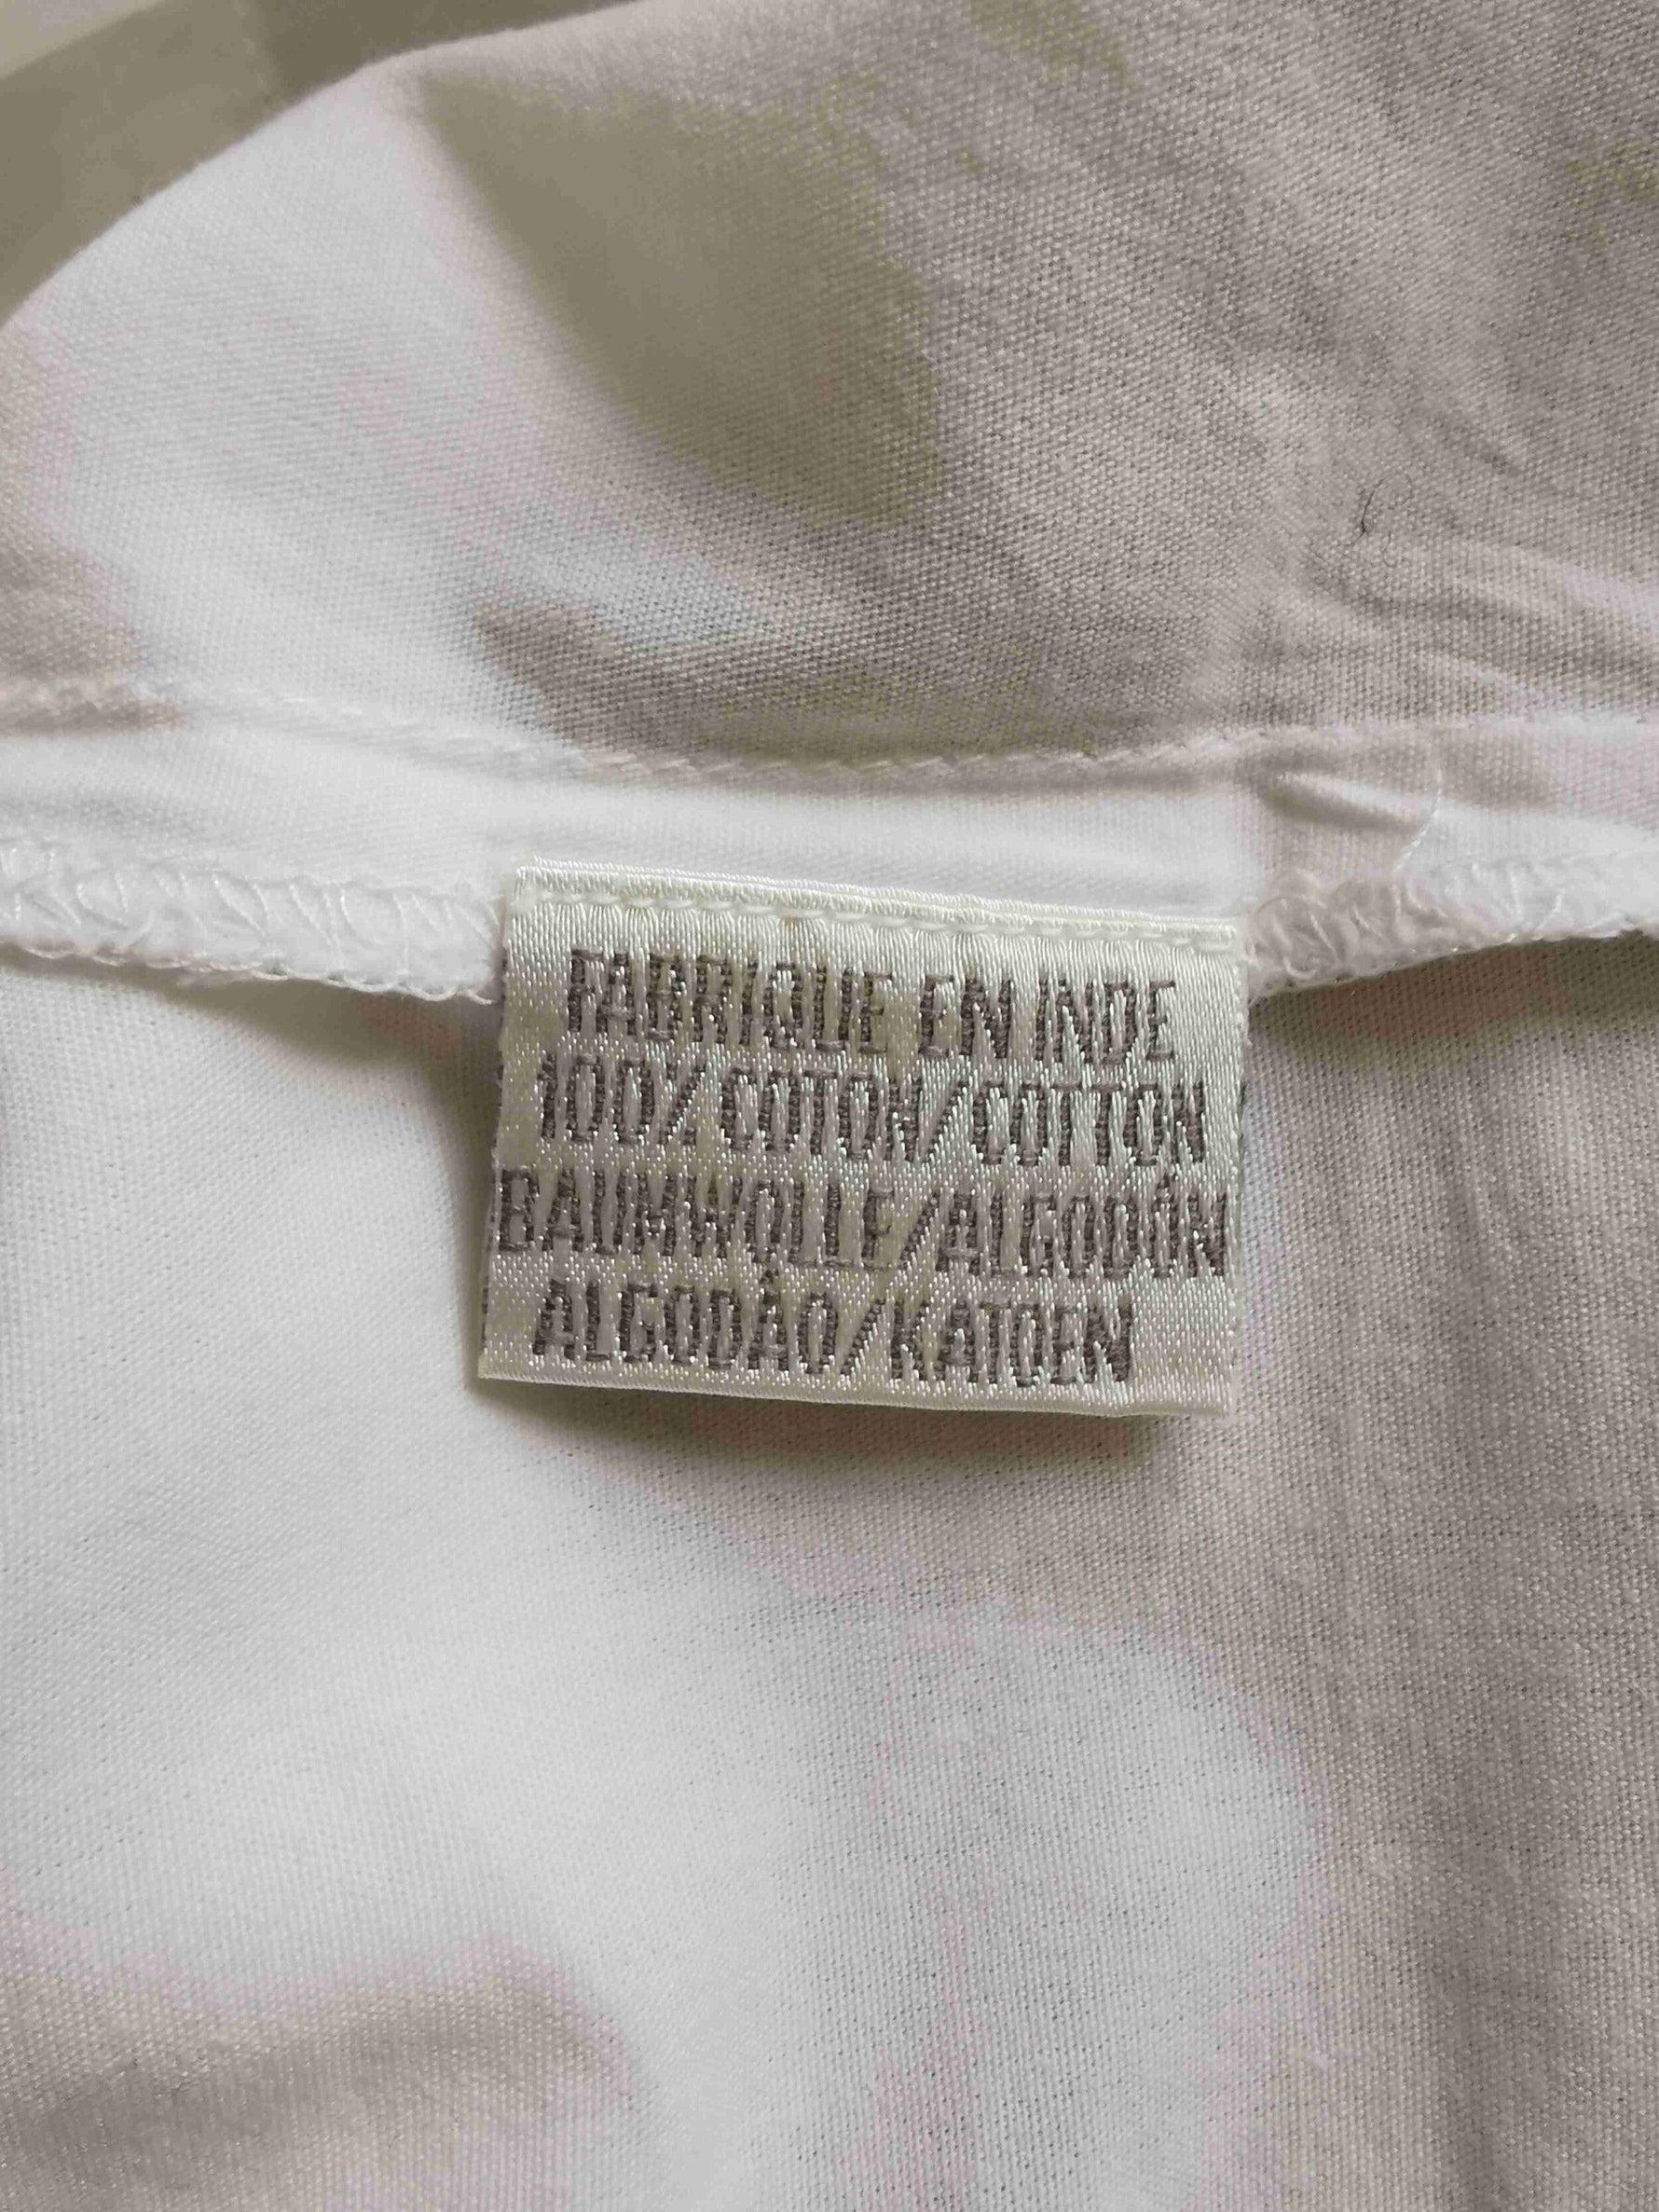 FABRIQUE EN INDE
100% COTON/COTTON
BAUMWOLLE/ALGODÓN
ALGODÃO/KATOEN